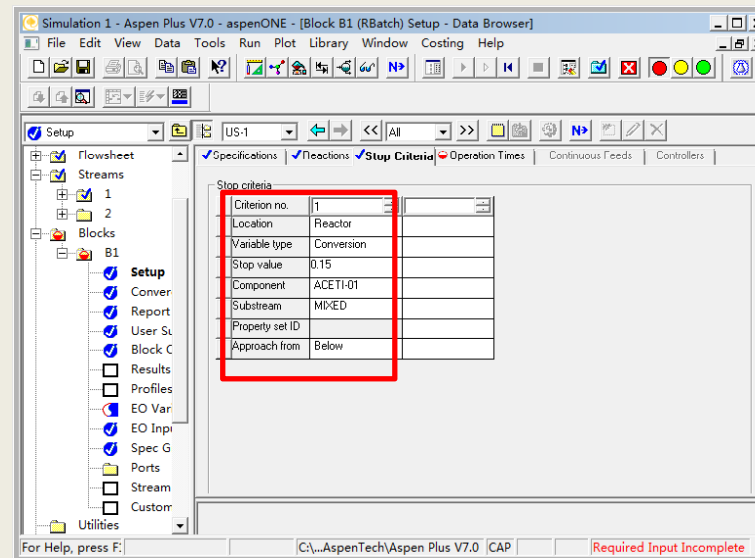 Simulation 1 - Aspen Plus V7.0 - aspenONE - [Block B1 (RBatch) Setup - Data Browser]
File Edit View Data Tools Run Plot Library Window Costing Help
N>
Setup
US-1
<< All >>
N>
Flowsheet
Streams
1
2
Blocks
B1
Setup
Conver
Report
User Su
Block C
Results
Profiles
EO Var
EO Inpu
Spec G
Ports
Stream
Custom
Utilities
Specifications Reactions Stop Criteria Operation Times Continuous Feeds Controllers
Stop criteria
Criterion no. 1
Location Reactor
Variable type Conversion
Stop value 0.15
Component ACETI-01
Substream MIXED
Property set ID
Approach from Below
For Help, press F: C:\...AspenTech\Aspen Plus V7.0 CAP Required Input Incomplete